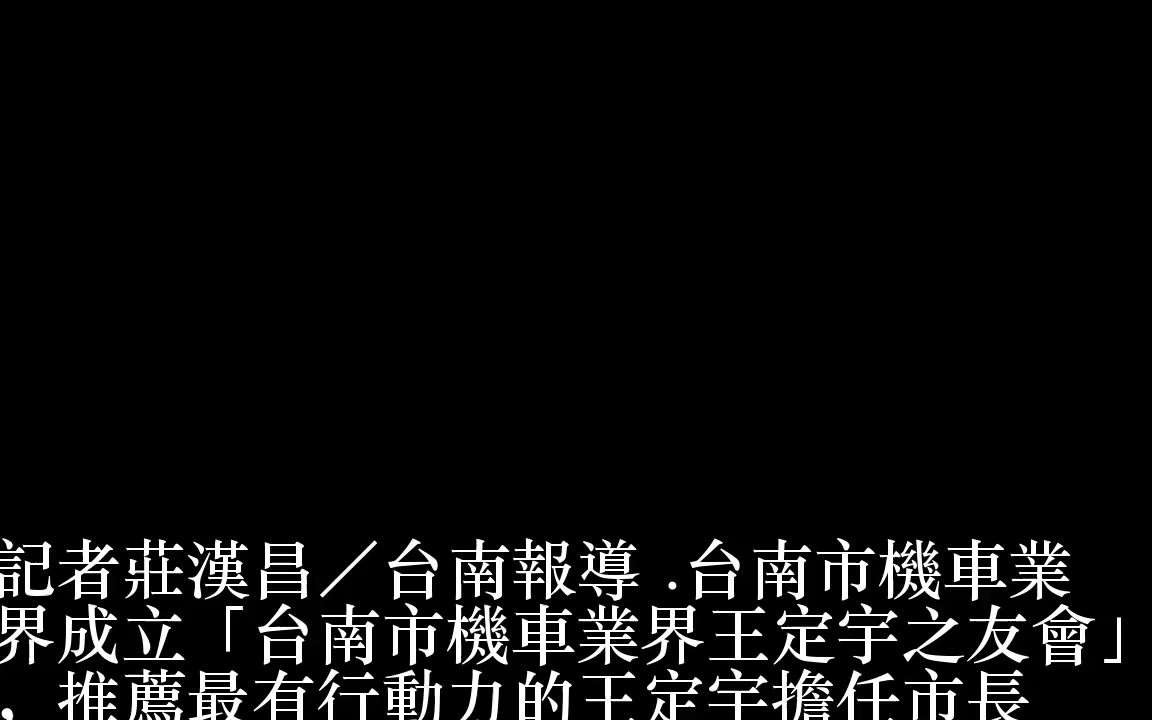 記者莊漢昌／台南報導 .台南市機車業
界成立「台南市機車業界王定宇之友會」
，推薦最有行動力的王定宇擔任市長